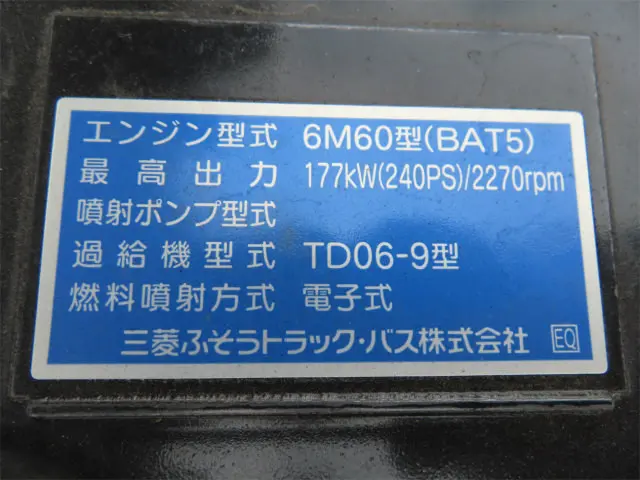 エンジン型式 6M60型(BAT5)
最高出力 177kW(240PS)/2270rpm
噴射ポンプ型式
過給機型式 TD06-9型
燃料噴射方式 電子式
三菱ふそうトラック・バス株式会社 EQ